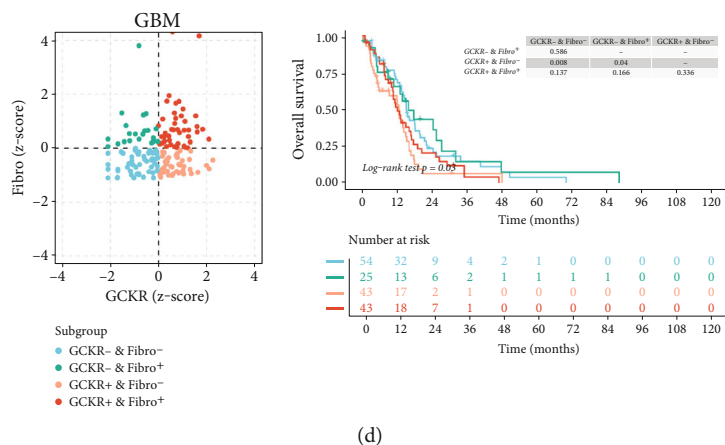 GBM
4
2
0
−2
−4
Fibro (z-score)
−4 −2 0 2 4
GCKR (z-score)
Subgroup
GCKR− & Fibro−
GCKR− & Fibro+
GCKR+ & Fibro−
GCKR+ & Fibro+
GCKR− & Fibro− GCKR− & Fibro+ GCKR+ & Fibro−
GCKR− & Fibro+ 0.586 – –
GCKR+ & Fibro− 0.008 0.04 –
GCKR+ & Fibro+ 0.137 0.166 0.336
1.00
0.75
0.50
0.25
0.00
Overall survival
Log-rank test p = 0.03
0 12 24 36 48 60 72 84 96 108 120
Time (months)
Number at risk
54 32 9 4 2 1 0 0 0 0 0
25 13 6 2 1 1 1 1 0 0 0
43 17 2 1 0 0 0 0 0 0 0
43 18 7 1 0 0 0 0 0 0 0
0 12 24 36 48 60 72 84 96 108 120
Time (months)
(d)